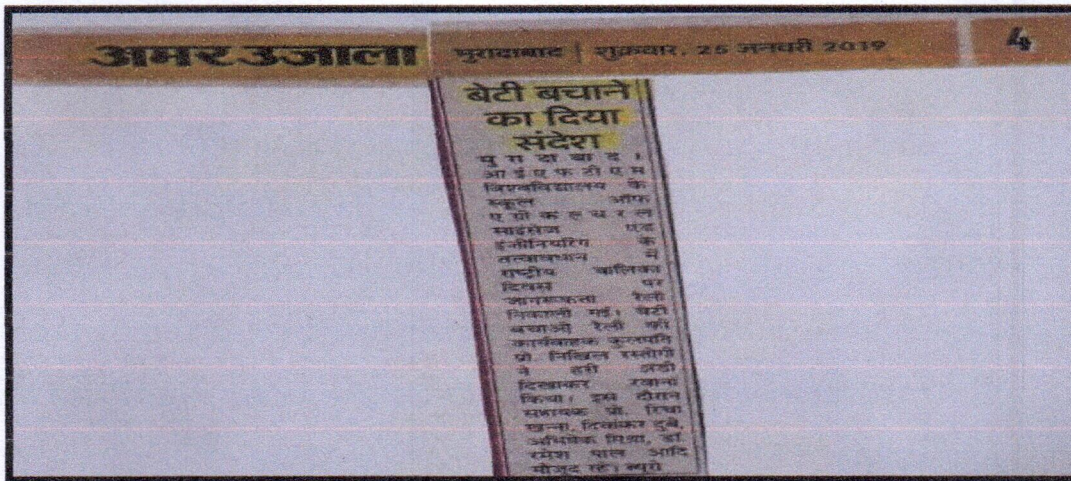 अमर उजाला
मुरादाबाद | शुक्रवार, 25 जनवरी 2019
4
बेटी बचाने
का दिया
संदेश
मुरादाबाद।
आईएफटीएम
विश्वविद्यालय के
स्कूल ऑफ
एग्रीकल्चरल
साइंसेज एंड
इंजीनियरिंग के
तत्वावधान में
राष्ट्रीय बालिका
दिवस पर
जागरूकता रैली
निकाली गई। बेटी
बचाओ रैली को
कार्यवाहक कुलपति
प्रो निखिल रस्तोगी
ने हरी झंडी
दिखाकर रवाना
किया। इस दौरान
सहायक प्रो. रिचा
खन्ना, दिवाकर दुबे,
अभिषेक मिश्रा, डॉ.
रमेश पाल आदि
मौजूद रहे। ब्यूरो